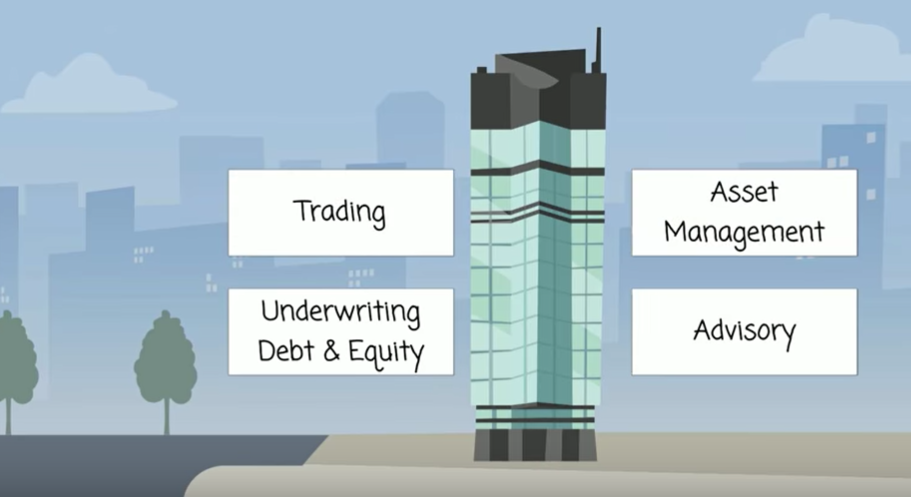 Trading
Underwriting
Debt & Equity
Asset
Management
Advisory